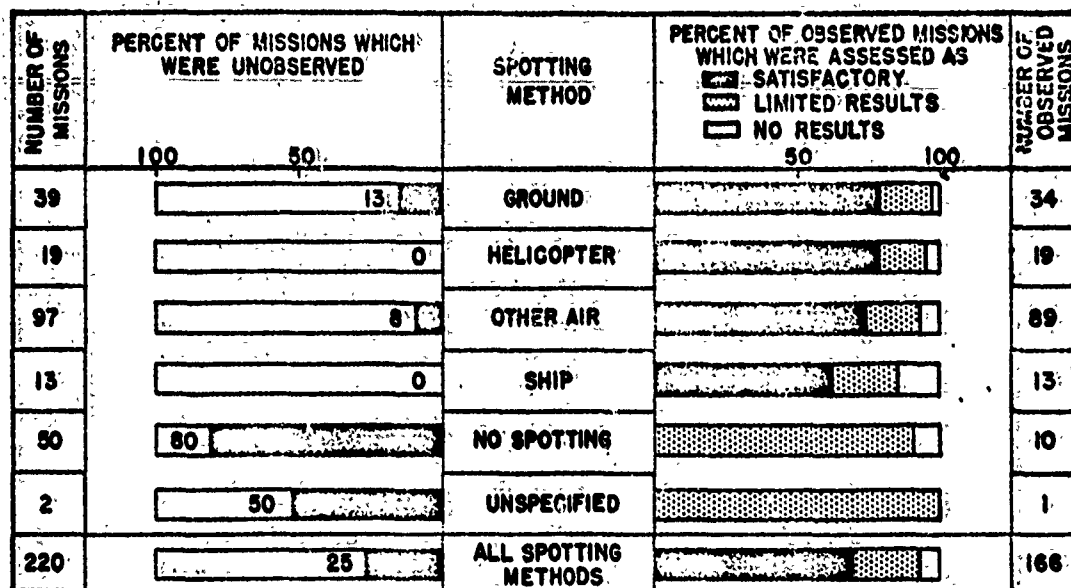 NUMBER OF MISSIONS
PERCENT OF MISSIONS WHICH
WERE UNOBSERVED
SPOTTING
METHOD
PERCENT OF OBSERVED MISSIONS
WHICH WERE ASSESSED AS
SATISFACTORY
LIMITED RESULTS
NO RESULTS
NUMBER OF OBSERVED MISSIONS
100 50 50 100
39 13 GROUND 34
19 0 HELICOPTER 19
97 8 OTHER AIR 89
13 0 SHIP 13
50 80 NO SPOTTING 10
2 50 UNSPECIFIED 1
220 25 ALL SPOTTING METHODS 166